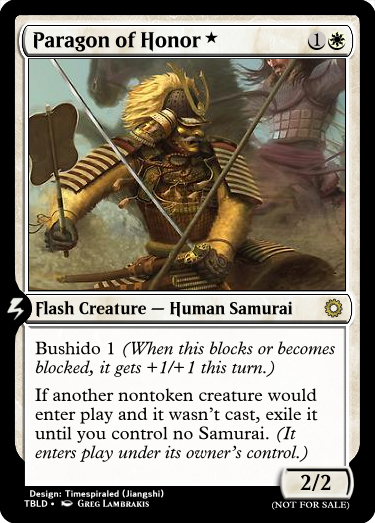 Paragon of Honor ★
1
Flash Creature — Human Samurai
Bushido 1 (When this blocks or becomes
blocked, it gets +1/+1 this turn.)
If another nontoken creature would
enter play and it wasn't cast, exile it
until you control no Samurai. (It
enters play under its owner's control.)
2/2
Design: Timespiraled (Jiangshi)
TBLD • Greg Lambrakis
(NOT FOR SALE)